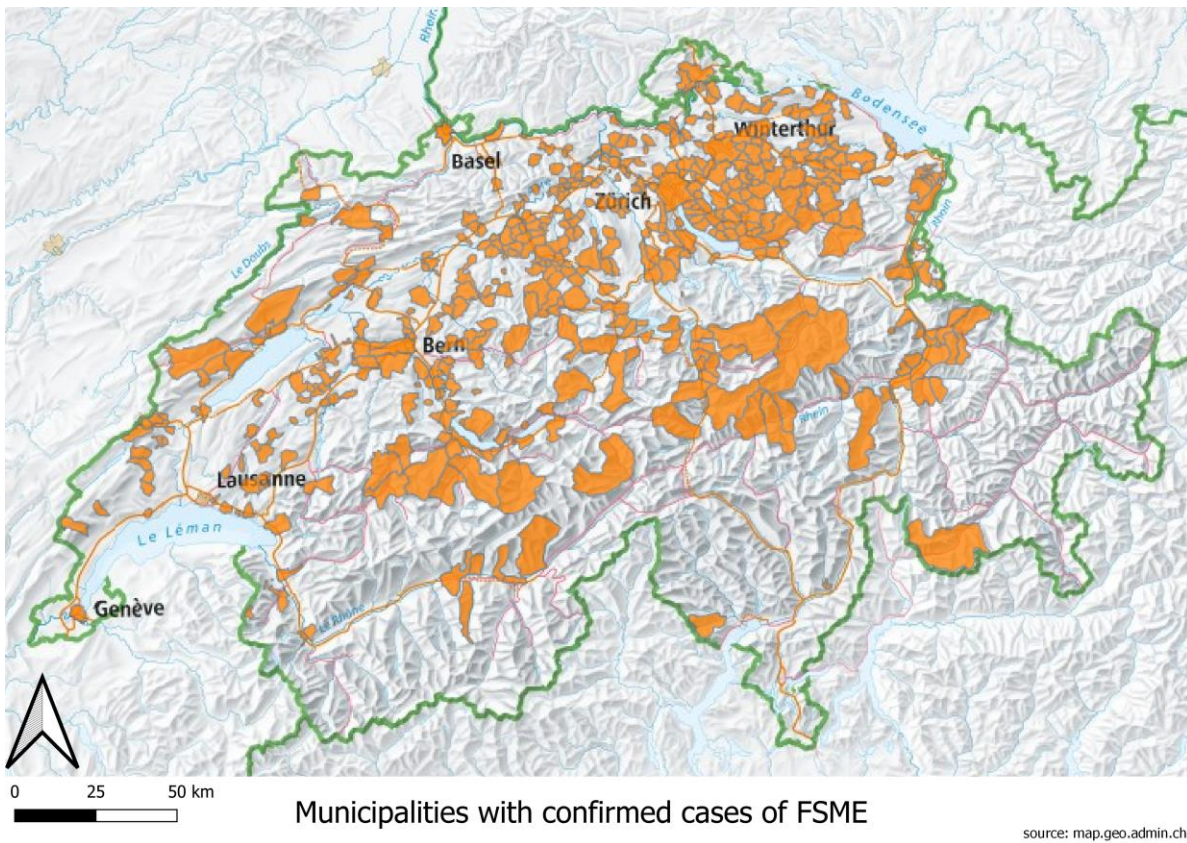 Rhein
Bodensee
Winterthur
Basel
Zürich
Rhein
Le Doubs
Bern
Rhein
Lausanne
Le Léman
Le Rhône
Genève
0 25 50 km
Municipalities with confirmed cases of FSME
source: map.geo.admin.ch